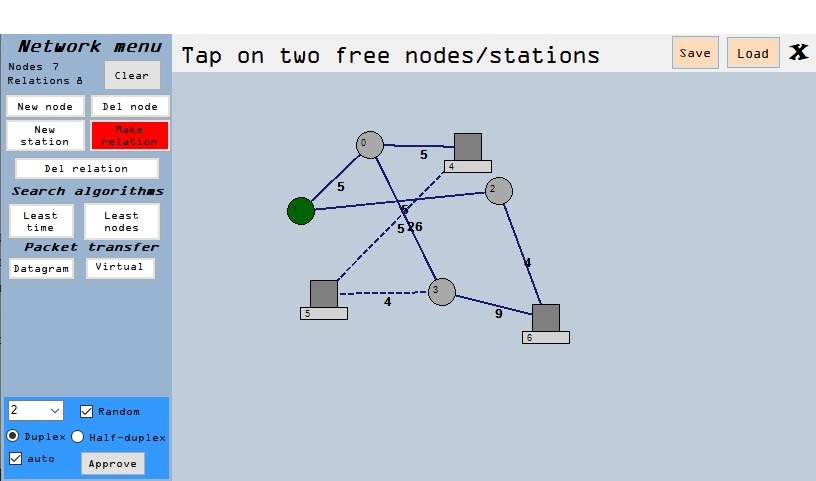 Network menu
Nodes 7
Relations 8
Clear
New node
Del node
New
station
Make
relation
Del relation
Search algorithms
Least
time
Least
nodes
Packet transfer
Datagram
Virtual
2
Random
Duplex
Half-duplex
auto
Approve
Tap on two free nodes/stations
Save
Load
X
0
5
4
5
2
5
5
26
4
5
4
3
9
6